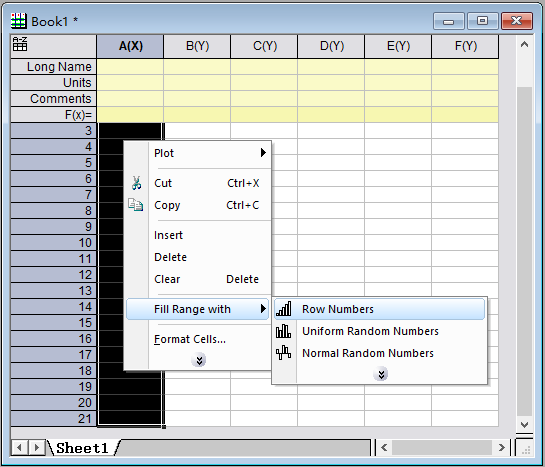 Book1 *
A(X) B(Y) C(Y) D(Y) E(Y) F(Y)
Long Name
Units
Comments
F(x)=
3
4
5
6
7
8
9
10
11
12
13
14
15
16
17
18
19
20
21
Plot
Cut Ctrl+X
Copy Ctrl+C
Insert
Delete
Clear Delete
Fill Range with
Format Cells...
Row Numbers
Uniform Random Numbers
Normal Random Numbers
Sheet1